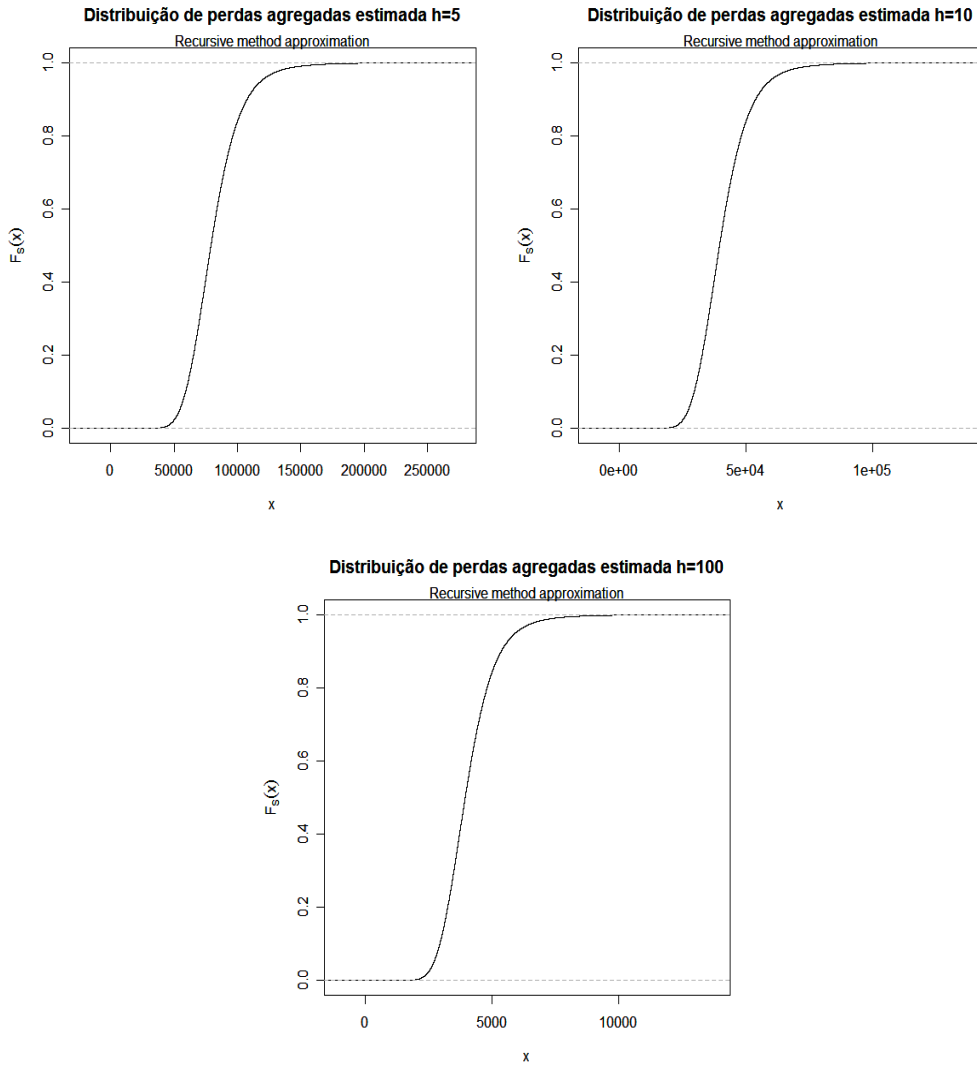 Distribuição de perdas agregadas estimada h=5
Recursive method approximation
F_S(x)
1.0
0.8
0.6
0.4
0.2
0.0
0 50000 100000 150000 200000 250000
x
Distribuição de perdas agregadas estimada h=10
Recursive method approximation
F_S(x)
1.0
0.8
0.6
0.4
0.2
0.0
0e+00 5e+04 1e+05
x
Distribuição de perdas agregadas estimada h=100
Recursive method approximation
F_S(x)
1.0
0.8
0.6
0.4
0.2
0.0
0 5000 10000
x